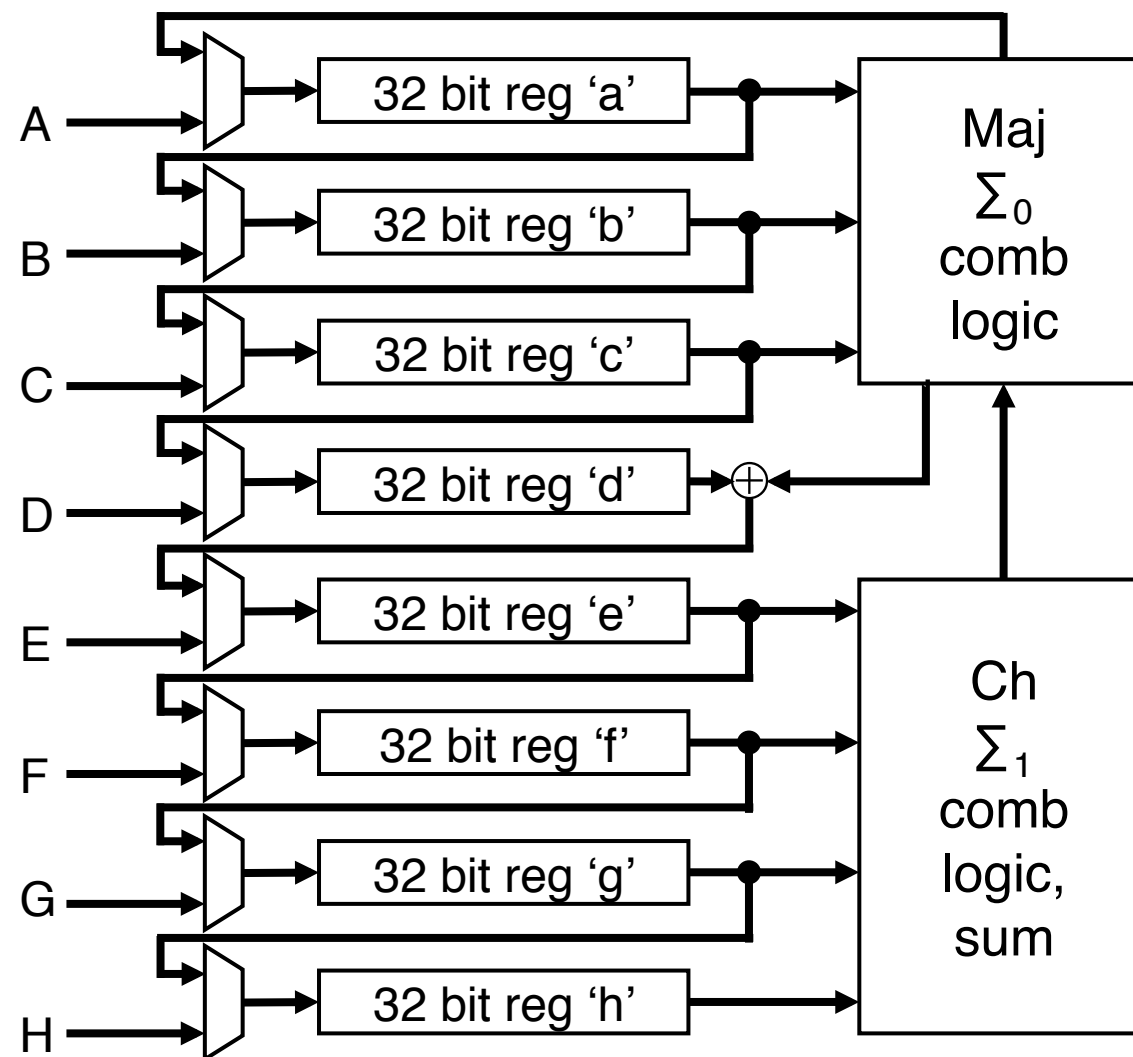 A
32 bit reg ‘a’
B
32 bit reg ‘b’
C
32 bit reg ‘c’
D
32 bit reg ‘d’
E
32 bit reg ‘e’
F
32 bit reg ‘f’
G
32 bit reg ‘g’
H
32 bit reg ‘h’
Maj
Σ₀
comb
logic
Ch
Σ₁
comb
logic,
sum